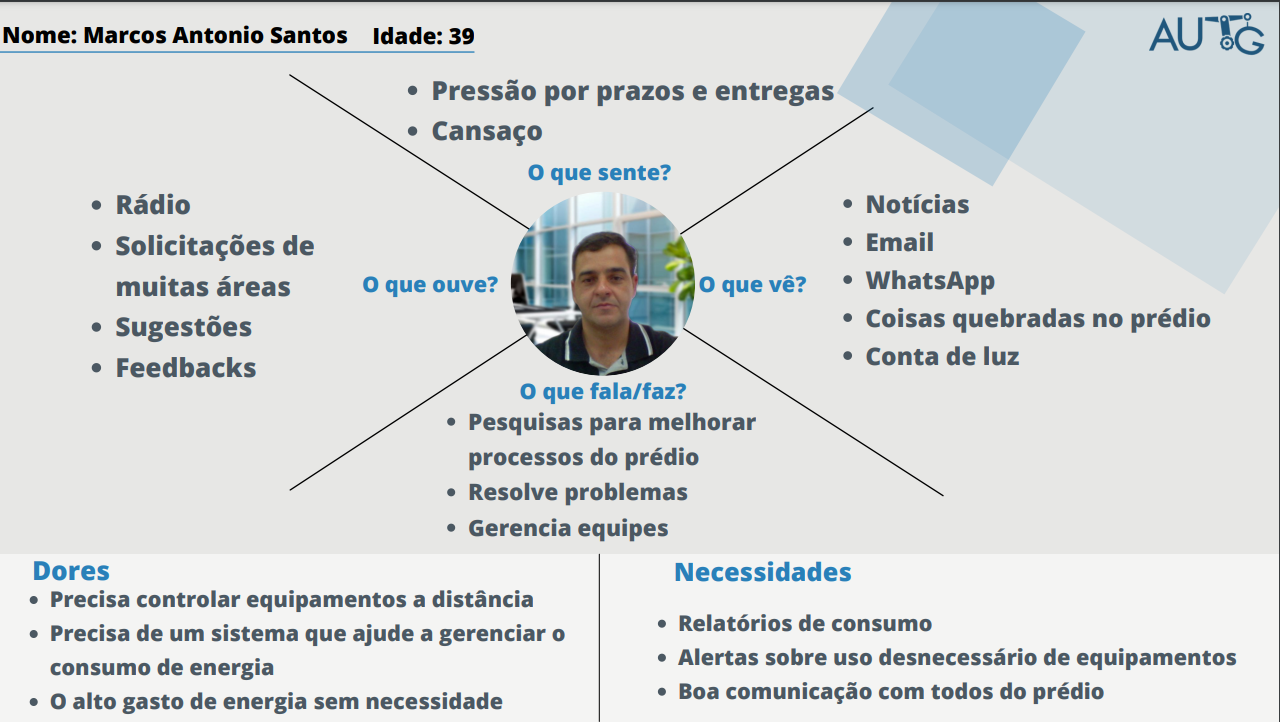 Nome: Marcos Antonio Santos Idade: 39
AUTG
• Pressão por prazos e entregas
• Cansaço
O que sente?
• Rádio
• Solicitações de
muitas áreas
• Sugestões
• Feedbacks
O que ouve?
O que vê?
• Notícias
• Email
• WhatsApp
• Coisas quebradas no prédio
• Conta de luz
O que fala/faz?
• Pesquisas para melhorar
processos do prédio
• Resolve problemas
• Gerencia equipes
Dores
• Precisa controlar equipamentos a distância
• Precisa de um sistema que ajude a gerenciar o
consumo de energia
• O alto gasto de energia sem necessidade
Necessidades
• Relatórios de consumo
• Alertas sobre uso desnecessário de equipamentos
• Boa comunicação com todos do prédio